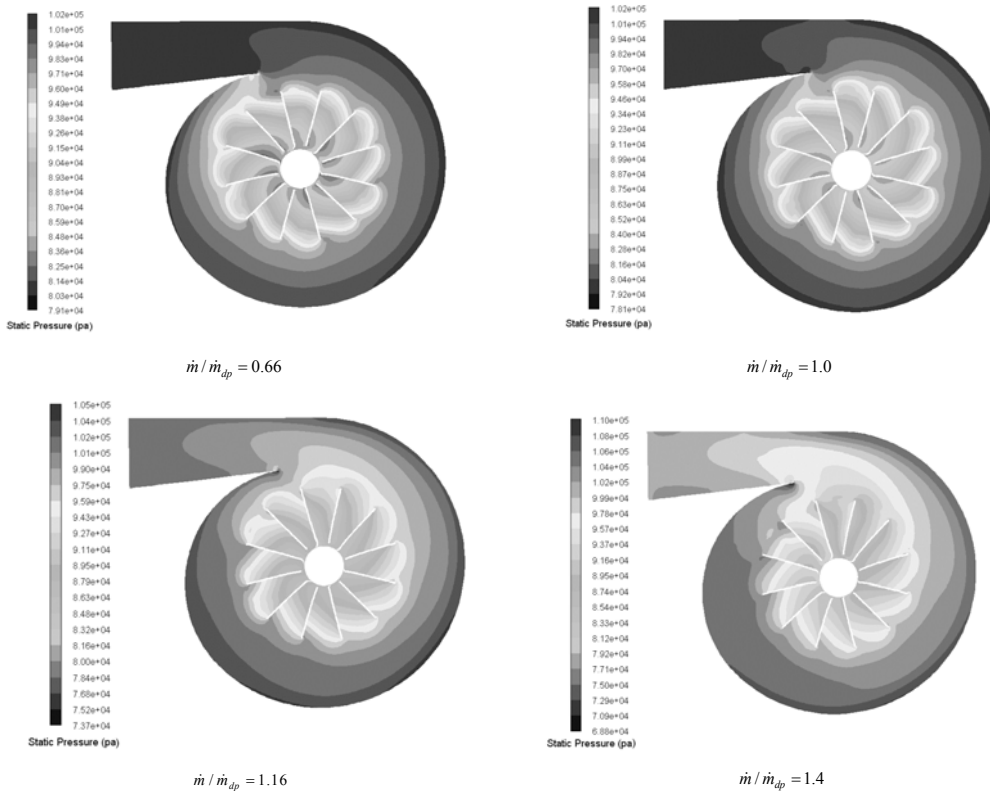 1.02e+05
1.01e+05
9.94e+04
9.83e+04
9.71e+04
9.60e+04
9.49e+04
9.38e+04
9.15e+04
9.04e+04
8.93e+04
8.81e+04
8.70e+04
8.59e+04
8.48e+04
8.36e+04
8.25e+04
8.14e+04
8.03e+04
7.91e+04
Static Pressure (pa)
ṁ / ṁ_dp = 0.66
1.02e+05
1.01e+05
9.94e+04
9.82e+04
9.70e+04
9.58e+04
9.46e+04
9.34e+04
9.23e+04
9.11e+04
8.99e+04
8.87e+04
8.75e+04
8.63e+04
8.52e+04
8.40e+04
8.28e+04
8.16e+04
8.04e+04
7.92e+04
7.81e+04
Static Pressure (pa)
ṁ / ṁ_dp = 1.0
1.05e+05
1.04e+05
1.01e+05
9.90e+04
9.75e+04
9.59e+04
9.43e+04
9.27e+04
9.11e+04
8.95e+04
8.79e+04
8.63e+04
8.48e+04
8.32e+04
8.16e+04
8.00e+04
7.84e+04
7.68e+04
7.52e+04
7.37e+04
Static Pressure (pa)
ṁ / ṁ_dp = 1.16
1.10e+05
1.08e+05
1.06e+05
1.04e+05
1.02e+05
9.99e+04
9.78e+04
9.57e+04
9.37e+04
9.16e+04
8.95e+04
8.74e+04
8.54e+04
8.33e+04
8.12e+04
7.92e+04
7.71e+04
7.50e+04
7.29e+04
7.09e+04
6.88e+04
Static Pressure (pa)
ṁ / ṁ_dp = 1.4